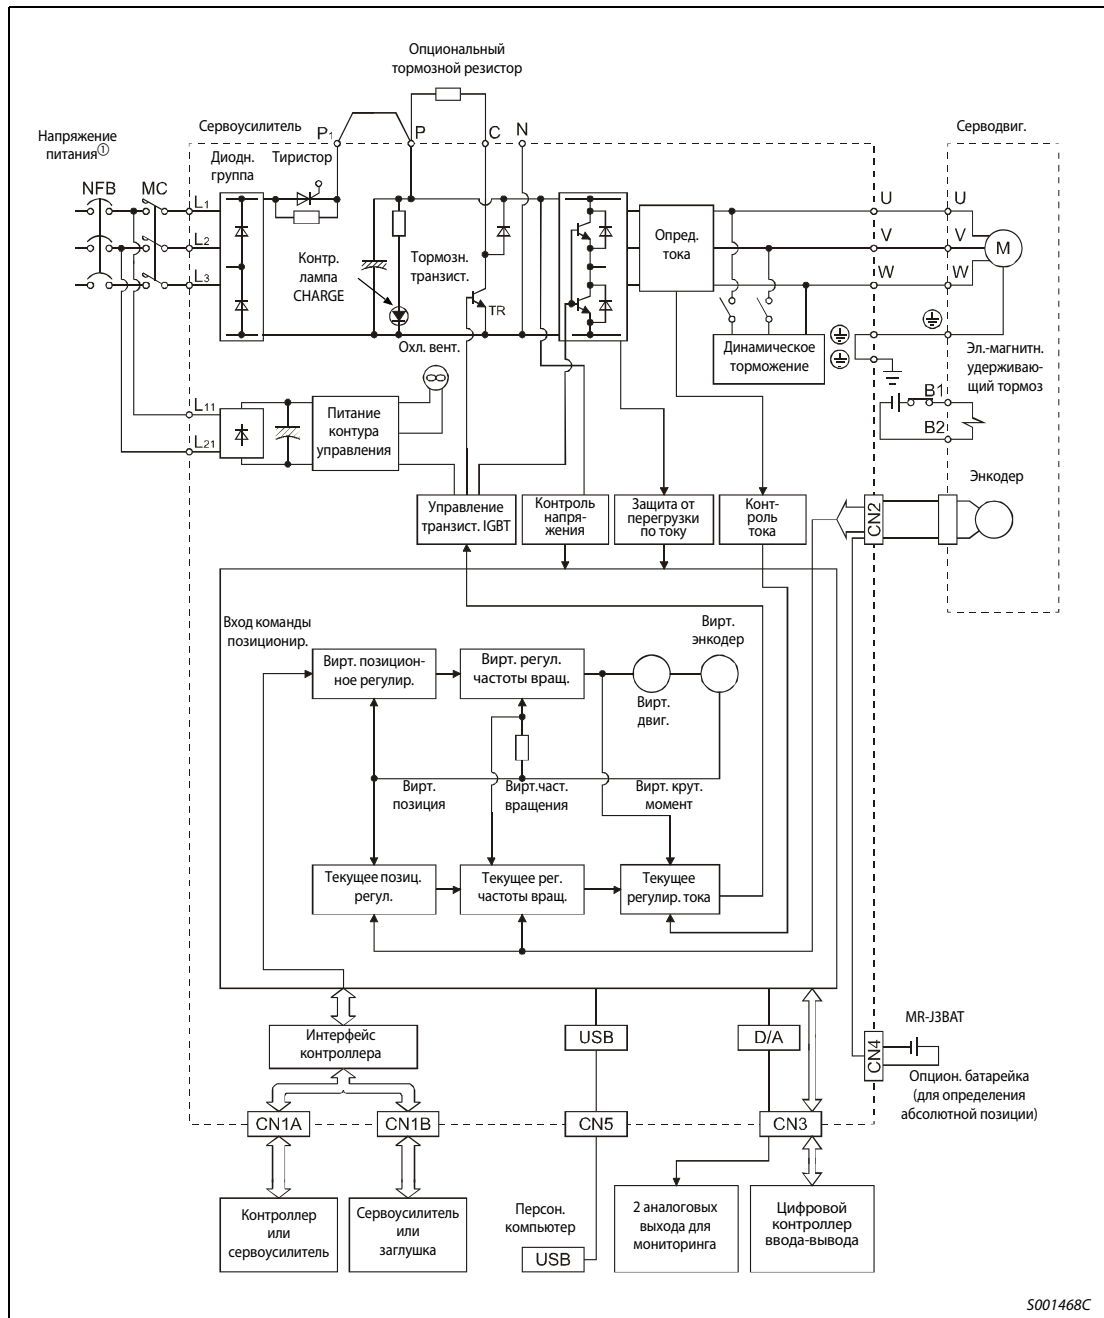 Опциональный
тормозной резистор
Напряжение
питания①
Сервоусилитель
P1
P
C
N
Серводвиг.
Диодн.
группа
Тиристор
NFB
MC
L1
L2
L3
U
V
W
U
V
W
M
Опред.
тока
Контр.
лампа
CHARGE
Тормозн.
транзист.
TR
Охл. вент.
Динамическое
торможение
Эл.-магнитн.
удерживаю-
щий тормоз
B1
B2
L11
L21
Питание
контура
управления
Энкодер
Управление
транзист. IGBT
Контроль
напря-
жения
Защита от
перегрузки
по току
Конт-
роль
тока
CN2
Вход команды
позиционир.
Вирт. позицион-
ное регулир.
Вирт. регул.
частоты вращ.
Вирт.
энкодер
Вирт.
двиг.
Вирт.
позиция
Вирт.част.
вращения
Вирт. крут.
момент
Текущее позиц.
регул.
Текущее рег.
частоты вращ.
Текущее
регулир. тока
Интерфейс
контроллера
USB
D/A
CN4
MR-J3BAT
Опцион. батарейка
(для определения
абсолютной позиции)
CN1A
CN1B
CN5
CN3
Контроллер
или
сервоусилитель
Сервоусилитель
или
заглушка
Персон.
компьютер
USB
2 аналоговых
выхода для
мониторинга
Цифровой
контроллер
ввода-вывода
S001468C